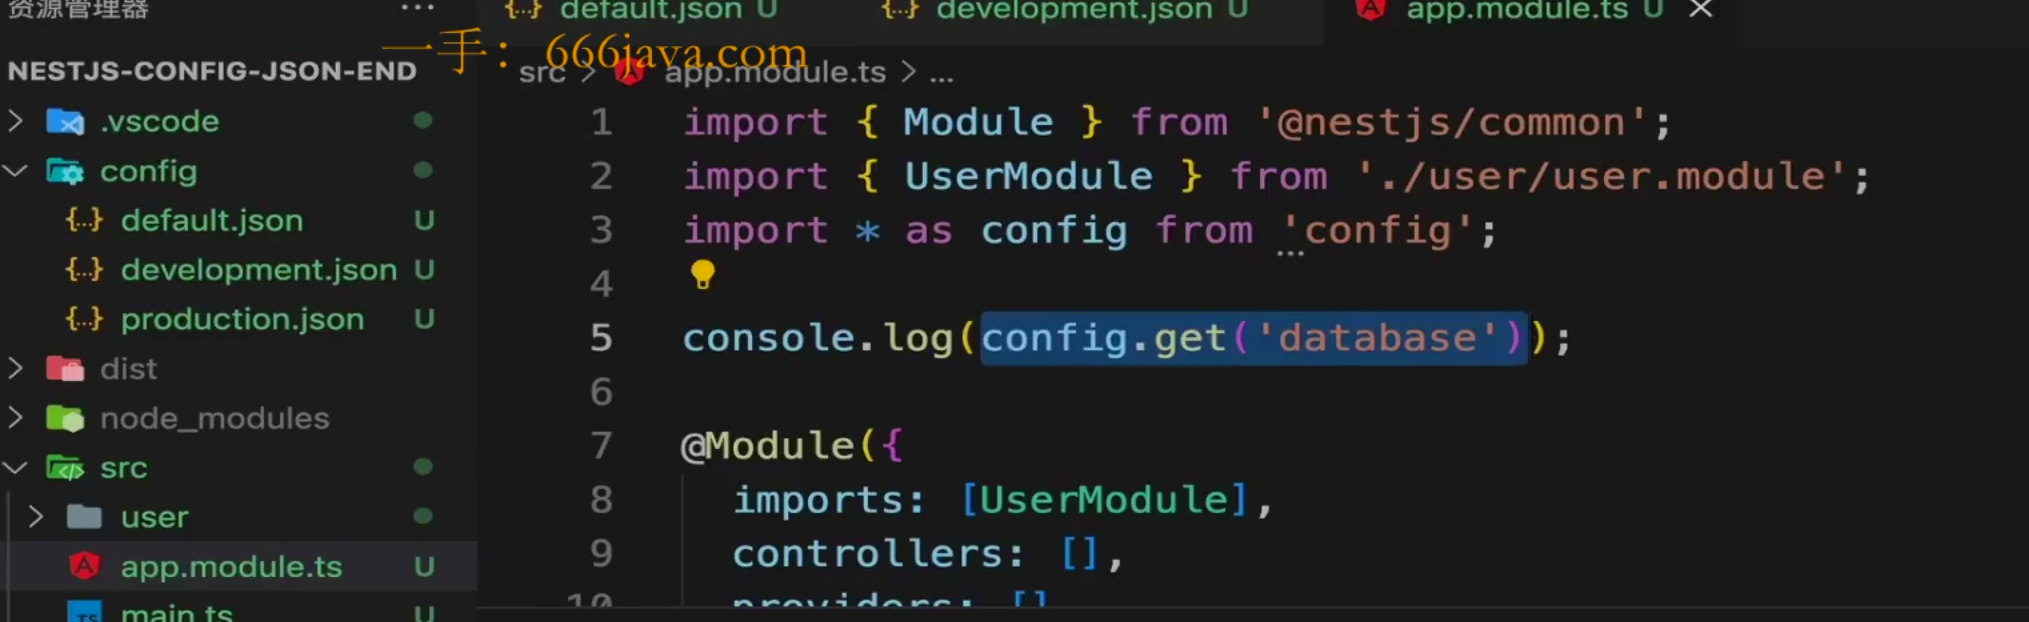 资源管理器 ...
default.json U development.json U app.module.ts U
一手：666java.com
NESTJS-CONFIG-JSON-END
src > app.module.ts > ...
.vscode
config
default.json U
development.json U
production.json U
dist
node_modules
src
user
app.module.ts U
main.ts U
1 import { Module } from '@nestjs/common';
2 import { UserModule } from './user/user.module';
3 import * as config from 'config';
4
5 console.log(config.get('database'));
6
7 @Module({
8 imports: [UserModule],
9 controllers: [],
10 providers: []